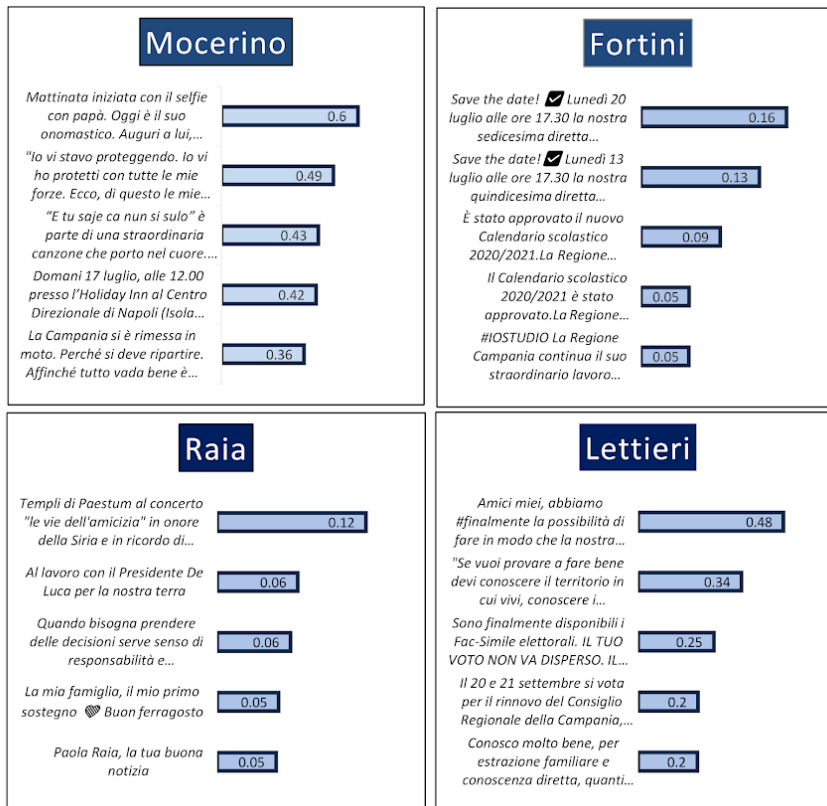 Mocerino
Mattinata iniziata con il selfie
con papà. Oggi è il suo
onomastico. Auguri a lui,...
0.6
"Io vi stavo proteggendo. Io vi
ho protetti con tutte le mie
forze. Ecco, di questo le mie...
0.49
“E tu saje ca nun si sulo” è
parte di una straordinaria
canzone che porto nel cuore....
0.43
Domani 17 luglio, alle 12.00
presso l’Holiday Inn al Centro
Direzionale di Napoli (Isola...
0.42
La Campania si è rimessa in
moto. Perché si deve ripartire.
Affinché tutto vada bene è...
0.36
Fortini
Save the date! ✅ Lunedì 20
luglio alle ore 17.30 la nostra
sedicesima diretta...
0.16
Save the date! ✅ Lunedì 13
luglio alle ore 17.30 la nostra
quindicesima diretta...
0.13
È stato approvato il nuovo
Calendario scolastico
2020/2021.La Regione...
0.09
Il Calendario scolastico
2020/2021 è stato
approvato.La Regione...
0.05
#IOSTUDIO La Regione
Campania continua il suo
straordinario lavoro...
0.05
Raia
Templi di Paestum al concerto
"le vie dell'amicizia" in onore
della Siria e in ricordo di...
0.12
Al lavoro con il Presidente De
Luca per la nostra terra
0.06
Quando bisogna prendere
delle decisioni serve senso di
responsabilità e...
0.06
La mia famiglia, il mio primo
sostegno 💚 Buon ferragosto
0.05
Paola Raia, la tua buona
notizia
0.05
Lettieri
Amici miei, abbiamo
#finalmente la possibilità di
fare in modo che la nostra...
0.48
"Se vuoi provare a fare bene
devi conoscere il territorio in
cui vivi, conoscere i...
0.34
Sono finalmente disponibili i
Fac-Simile elettorali. IL TUO
VOTO NON VA DISPERSO. IL...
0.25
Il 20 e 21 settembre si vota
per il rinnovo del Consiglio
Regionale della Campania,...
0.2
Conosco molto bene, per
estrazione familiare e
conoscenza diretta, quanti...
0.2